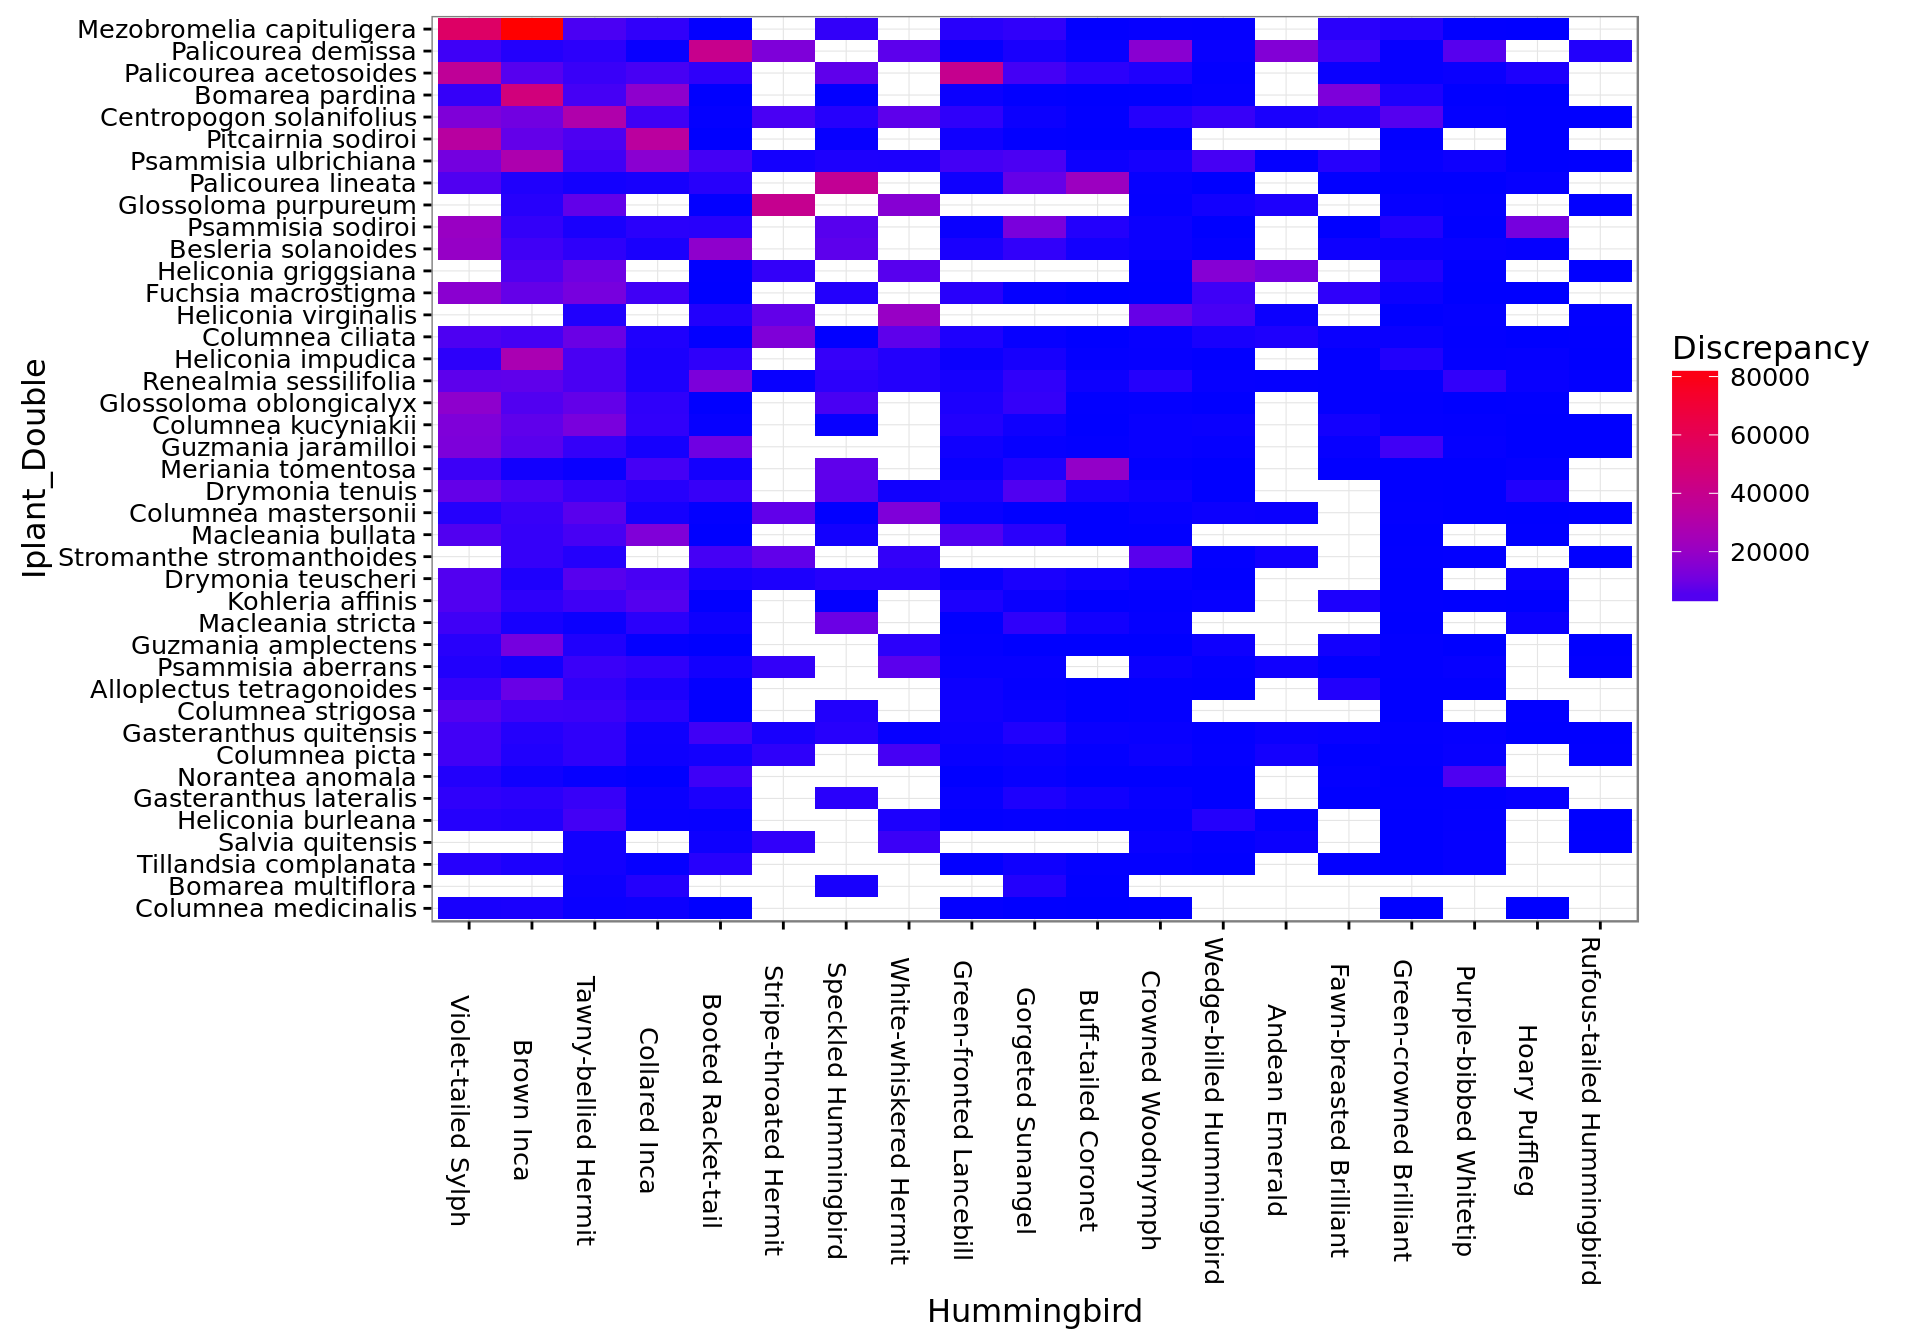 Mezobromelia capituligera
Palicourea demissa
Palicourea acetosoides
Bomarea pardina
Centropogon solanifolius
Pitcairnia sodiroi
Psammisia ulbrichiana
Palicourea lineata
Glossoloma purpureum
Psammisia sodiroi
Besleria solanoides
Heliconia griggsiana
Fuchsia macrostigma
Heliconia virginalis
Columnea ciliata
Heliconia impudica
Renealmia sessilifolia
Glossoloma oblongicalyx
Columnea kucyniakii
Guzmania jaramilloi
Meriania tomentosa
Drymonia tenuis
Columnea mastersonii
Macleania bullata
Stromanthe stromanthoides
Drymonia teuscheri
Kohleria affinis
Macleania stricta
Guzmania amplectens
Psammisia aberrans
Alloplectus tetragonoides
Columnea strigosa
Gasteranthus quitensis
Columnea picta
Norantea anomala
Gasteranthus lateralis
Heliconia burleana
Salvia quitensis
Tillandsia complanata
Bomarea multiflora
Columnea medicinalis
Iplant_Double
Violet-tailed Sylph
Brown Inca
Tawny-bellied Hermit
Collared Inca
Booted Racket-tail
Stripe-throated Hermit
Speckled Hummingbird
White-whiskered Hermit
Green-fronted Lancebill
Gorgeted Sunangel
Buff-tailed Coronet
Crowned Woodnymph
Wedge-billed Hummingbird
Andean Emerald
Fawn-breasted Brilliant
Green-crowned Brilliant
Purple-bibbed Whitetip
Hoary Puffleg
Rufous-tailed Hummingbird
Hummingbird
Discrepancy
80000
60000
40000
20000